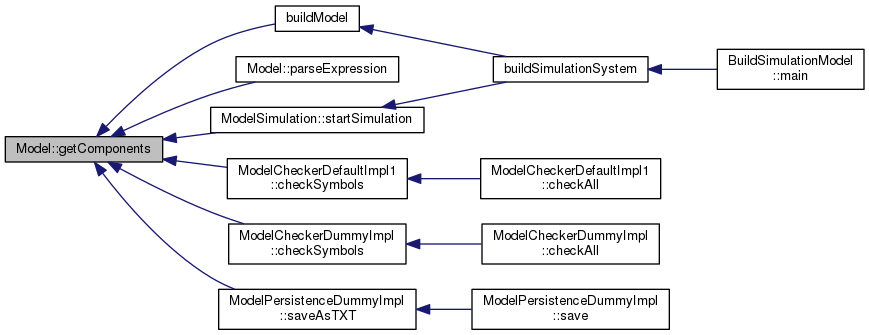 buildModel
Model::parseExpression
buildSimulationSystem
BuildSimulationModel
::main
ModelSimulation::startSimulation
Model::getComponents
ModelCheckerDefaultImpl1
::checkSymbols
ModelCheckerDefaultImpl1
::checkAll
ModelCheckerDummyImpl
::checkSymbols
ModelCheckerDummyImpl
::checkAll
ModelPersistenceDummyImpl
::saveAsTXT
ModelPersistenceDummyImpl
::save